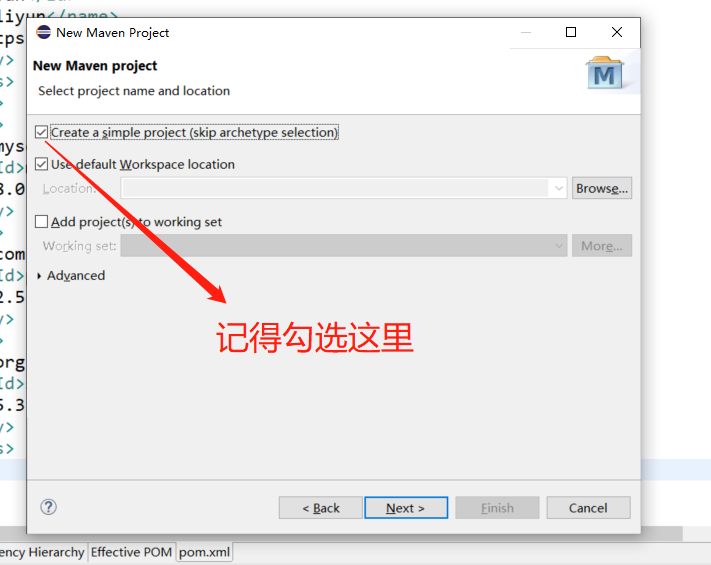 liyun</name>
New Maven Project
tps
y>
New Maven project
s>
Select project name and location
>
M
>
Create a simple project (skip archetype selection)
myso
Id>
Use default Workspace location
8.0
Location:
Browse...
y>
>
Add project(s) to working set
com
Working set:
More...
Id>
Advanced
2.5
y>
记得勾选这里
>
org
Id>
5.3
y>
s>
?
< Back
Next >
Finish
Cancel
ency Hierarchy
Effective POM
pom.xml